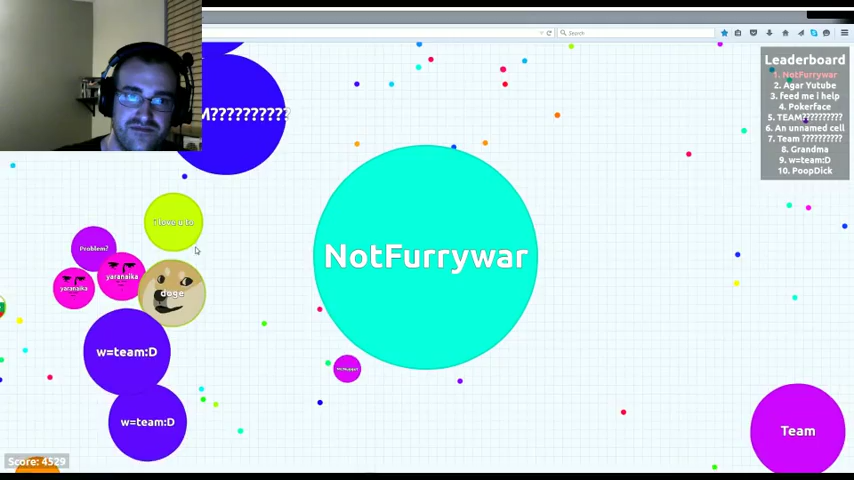 Search
Leaderboard
1. NotFurrywar
2. Agar Yutube
3. feed me i help
4. Pokerface
5. TEAM???????
6. An unnamed cell
7. Team ??????????
8. Grandma
9. w=team:D
10. PoopDick
M??????????
i love u to
Problem?
yaranaika
yaranaika
doge
NotFurrywar
w=team:D
w=team:D
Team
Score: 4529